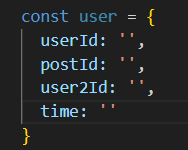 const user = {
userId: '',
postId: '',
user2Id: '',
time: ''
}